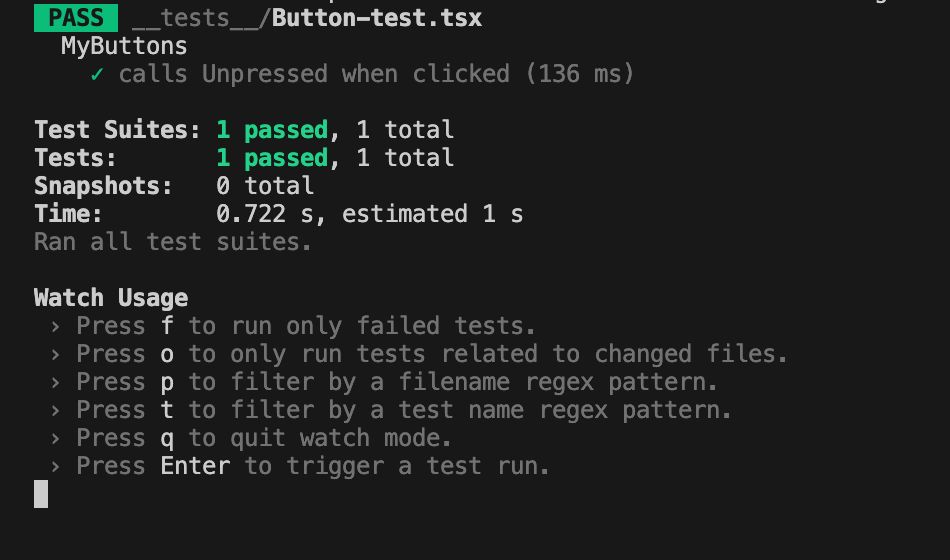 PASS __tests__/Button-test.tsx
MyButtons
✓ calls Unpressed when clicked (136 ms)
Test Suites: 1 passed, 1 total
Tests: 1 passed, 1 total
Snapshots: 0 total
Time: 0.722 s, estimated 1 s
Ran all test suites.
Watch Usage
› Press f to run only failed tests.
› Press o to only run tests related to changed files.
› Press p to filter by a filename regex pattern.
› Press t to filter by a test name regex pattern.
› Press q to quit watch mode.
› Press Enter to trigger a test run.